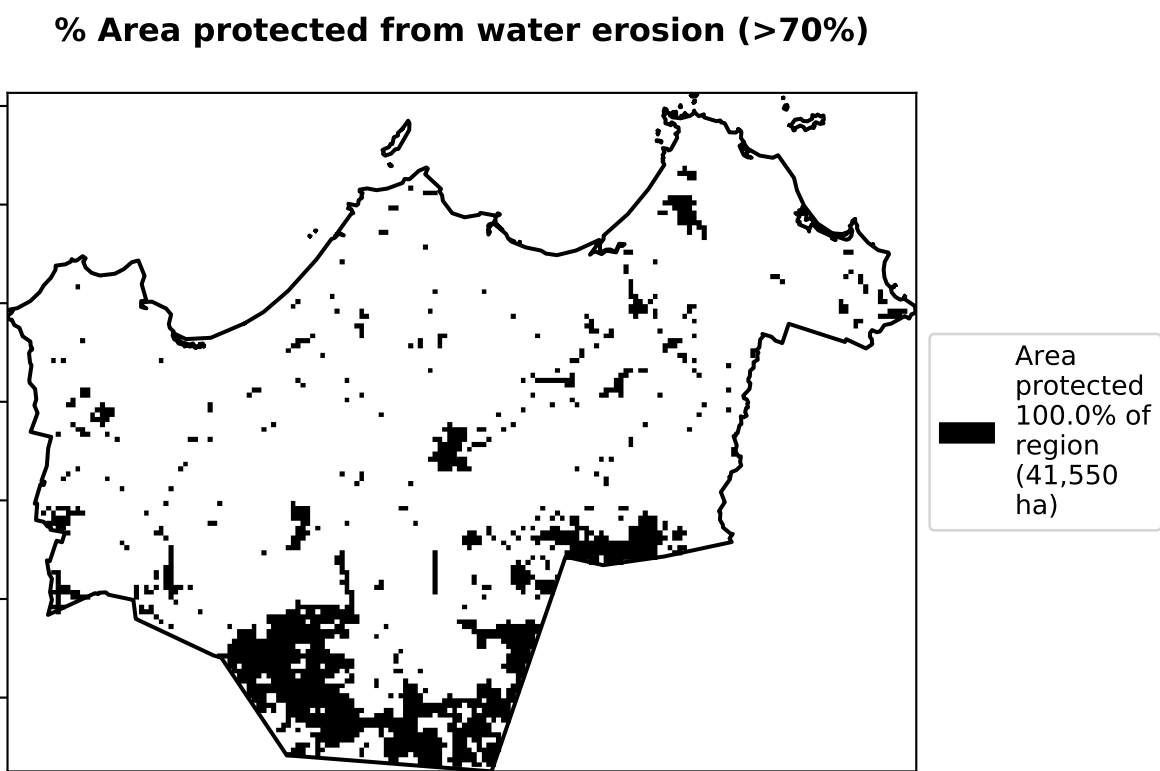 % Area protected from water erosion (>70%)
Area
protected
100.0% of
region
(41,550
ha)